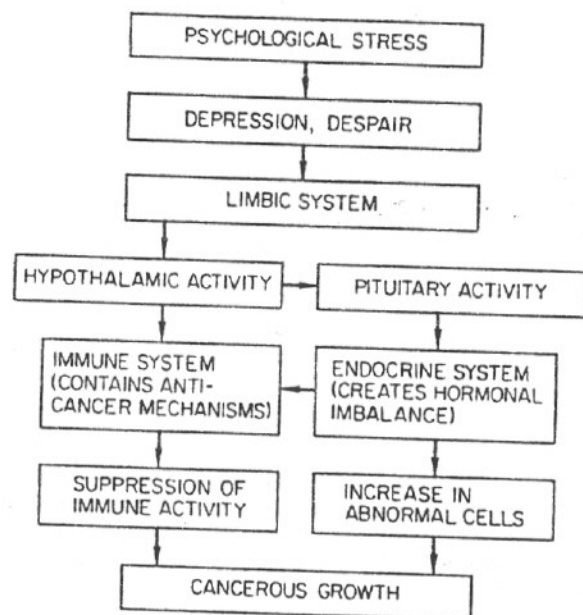 PSYCHOLOGICAL STRESS
DEPRESSION, DESPAIR
LIMBIC SYSTEM
HYPOTHALAMIC ACTIVITY
PITUITARY ACTIVITY
IMMUNE SYSTEM
(CONTAINS ANTI-
CANCER MECHANISMS)
ENDOCRINE SYSTEM
(CREATES HORMONAL
IMBALANCE)
SUPPRESSION OF
IMMUNE ACTIVITY
INCREASE IN
ABNORMAL CELLS
CANCEROUS GROWTH